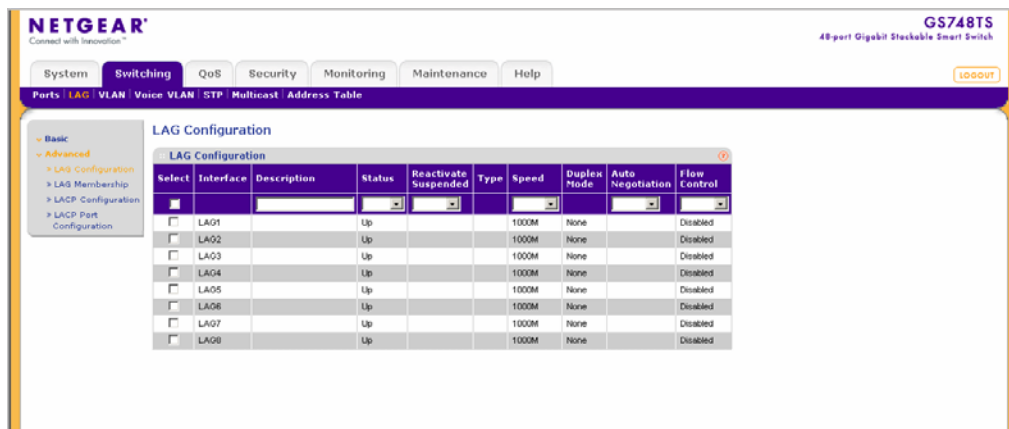 NETGEAR
Connect with Innovation™
GS748TS
48-port Gigabit Stackable Smart Switch
System Switching QoS Security Monitoring Maintenance Help
LOGOUT
Ports LAG VLAN Voice VLAN STP Multicast Address Table
Basic
Advanced
LAG Configuration
LAG Membership
LACP Configuration
LACP Port
Configuration
LAG Configuration
LAG Configuration
Select Interface Description Status Reactivate Suspended Type Speed Duplex Mode Auto Negotiation Flow Control
LAG1 Up 1000M None Disabled
LAG2 Up 1000M None Disabled
LAG3 Up 1000M None Disabled
LAG4 Up 1000M None Disabled
LAG5 Up 1000M None Disabled
LAG6 Up 1000M None Disabled
LAG7 Up 1000M None Disabled
LAG8 Up 1000M None Disabled